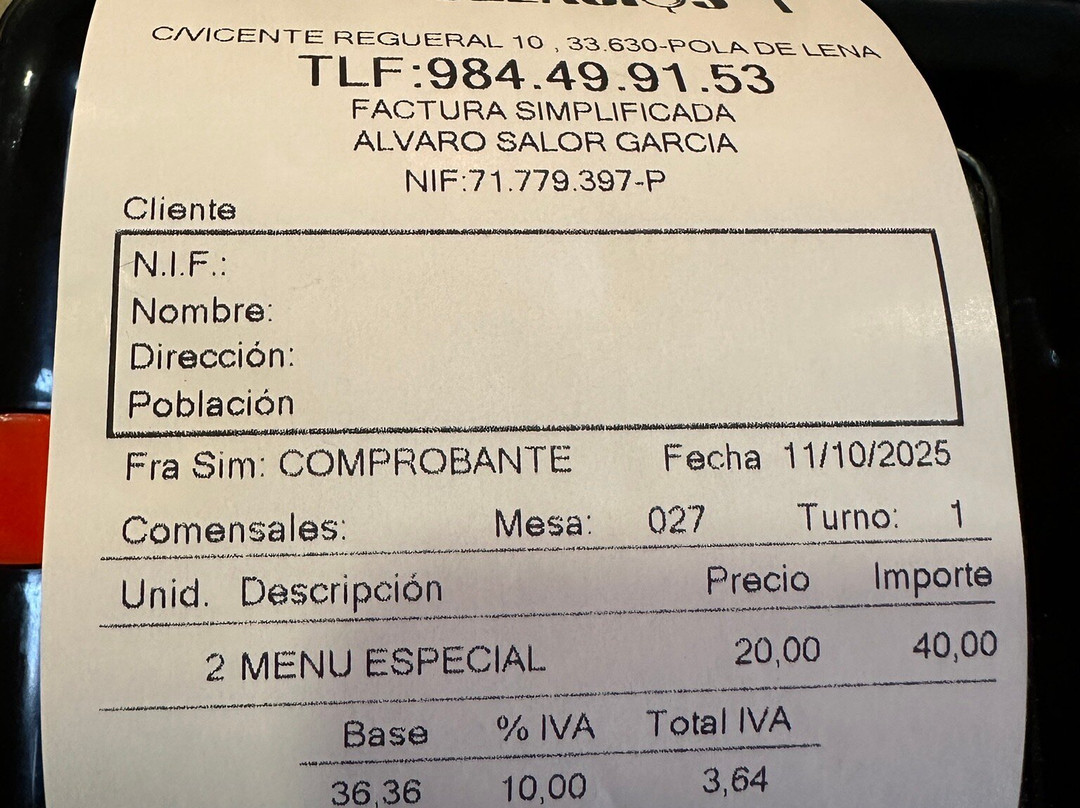 C/VICENTE REGUERAL 10 , 33.630-POLA DE LENA
TLF:984.49.91.53
FACTURA SIMPLIFICADA
ALVARO SALOR GARCIA
NIF:71.779.397-P
Cliente
N.I.F.:
Nombre:
Dirección:
Población
Fra Sim: COMPROBANTE Fecha 11/10/2025
Comensales: Mesa: 027 Turno: 1
Unid. Descripción Precio Importe
2 MENU ESPECIAL 20,00 40,00
Base % IVA Total IVA
36,36 10,00 3,64